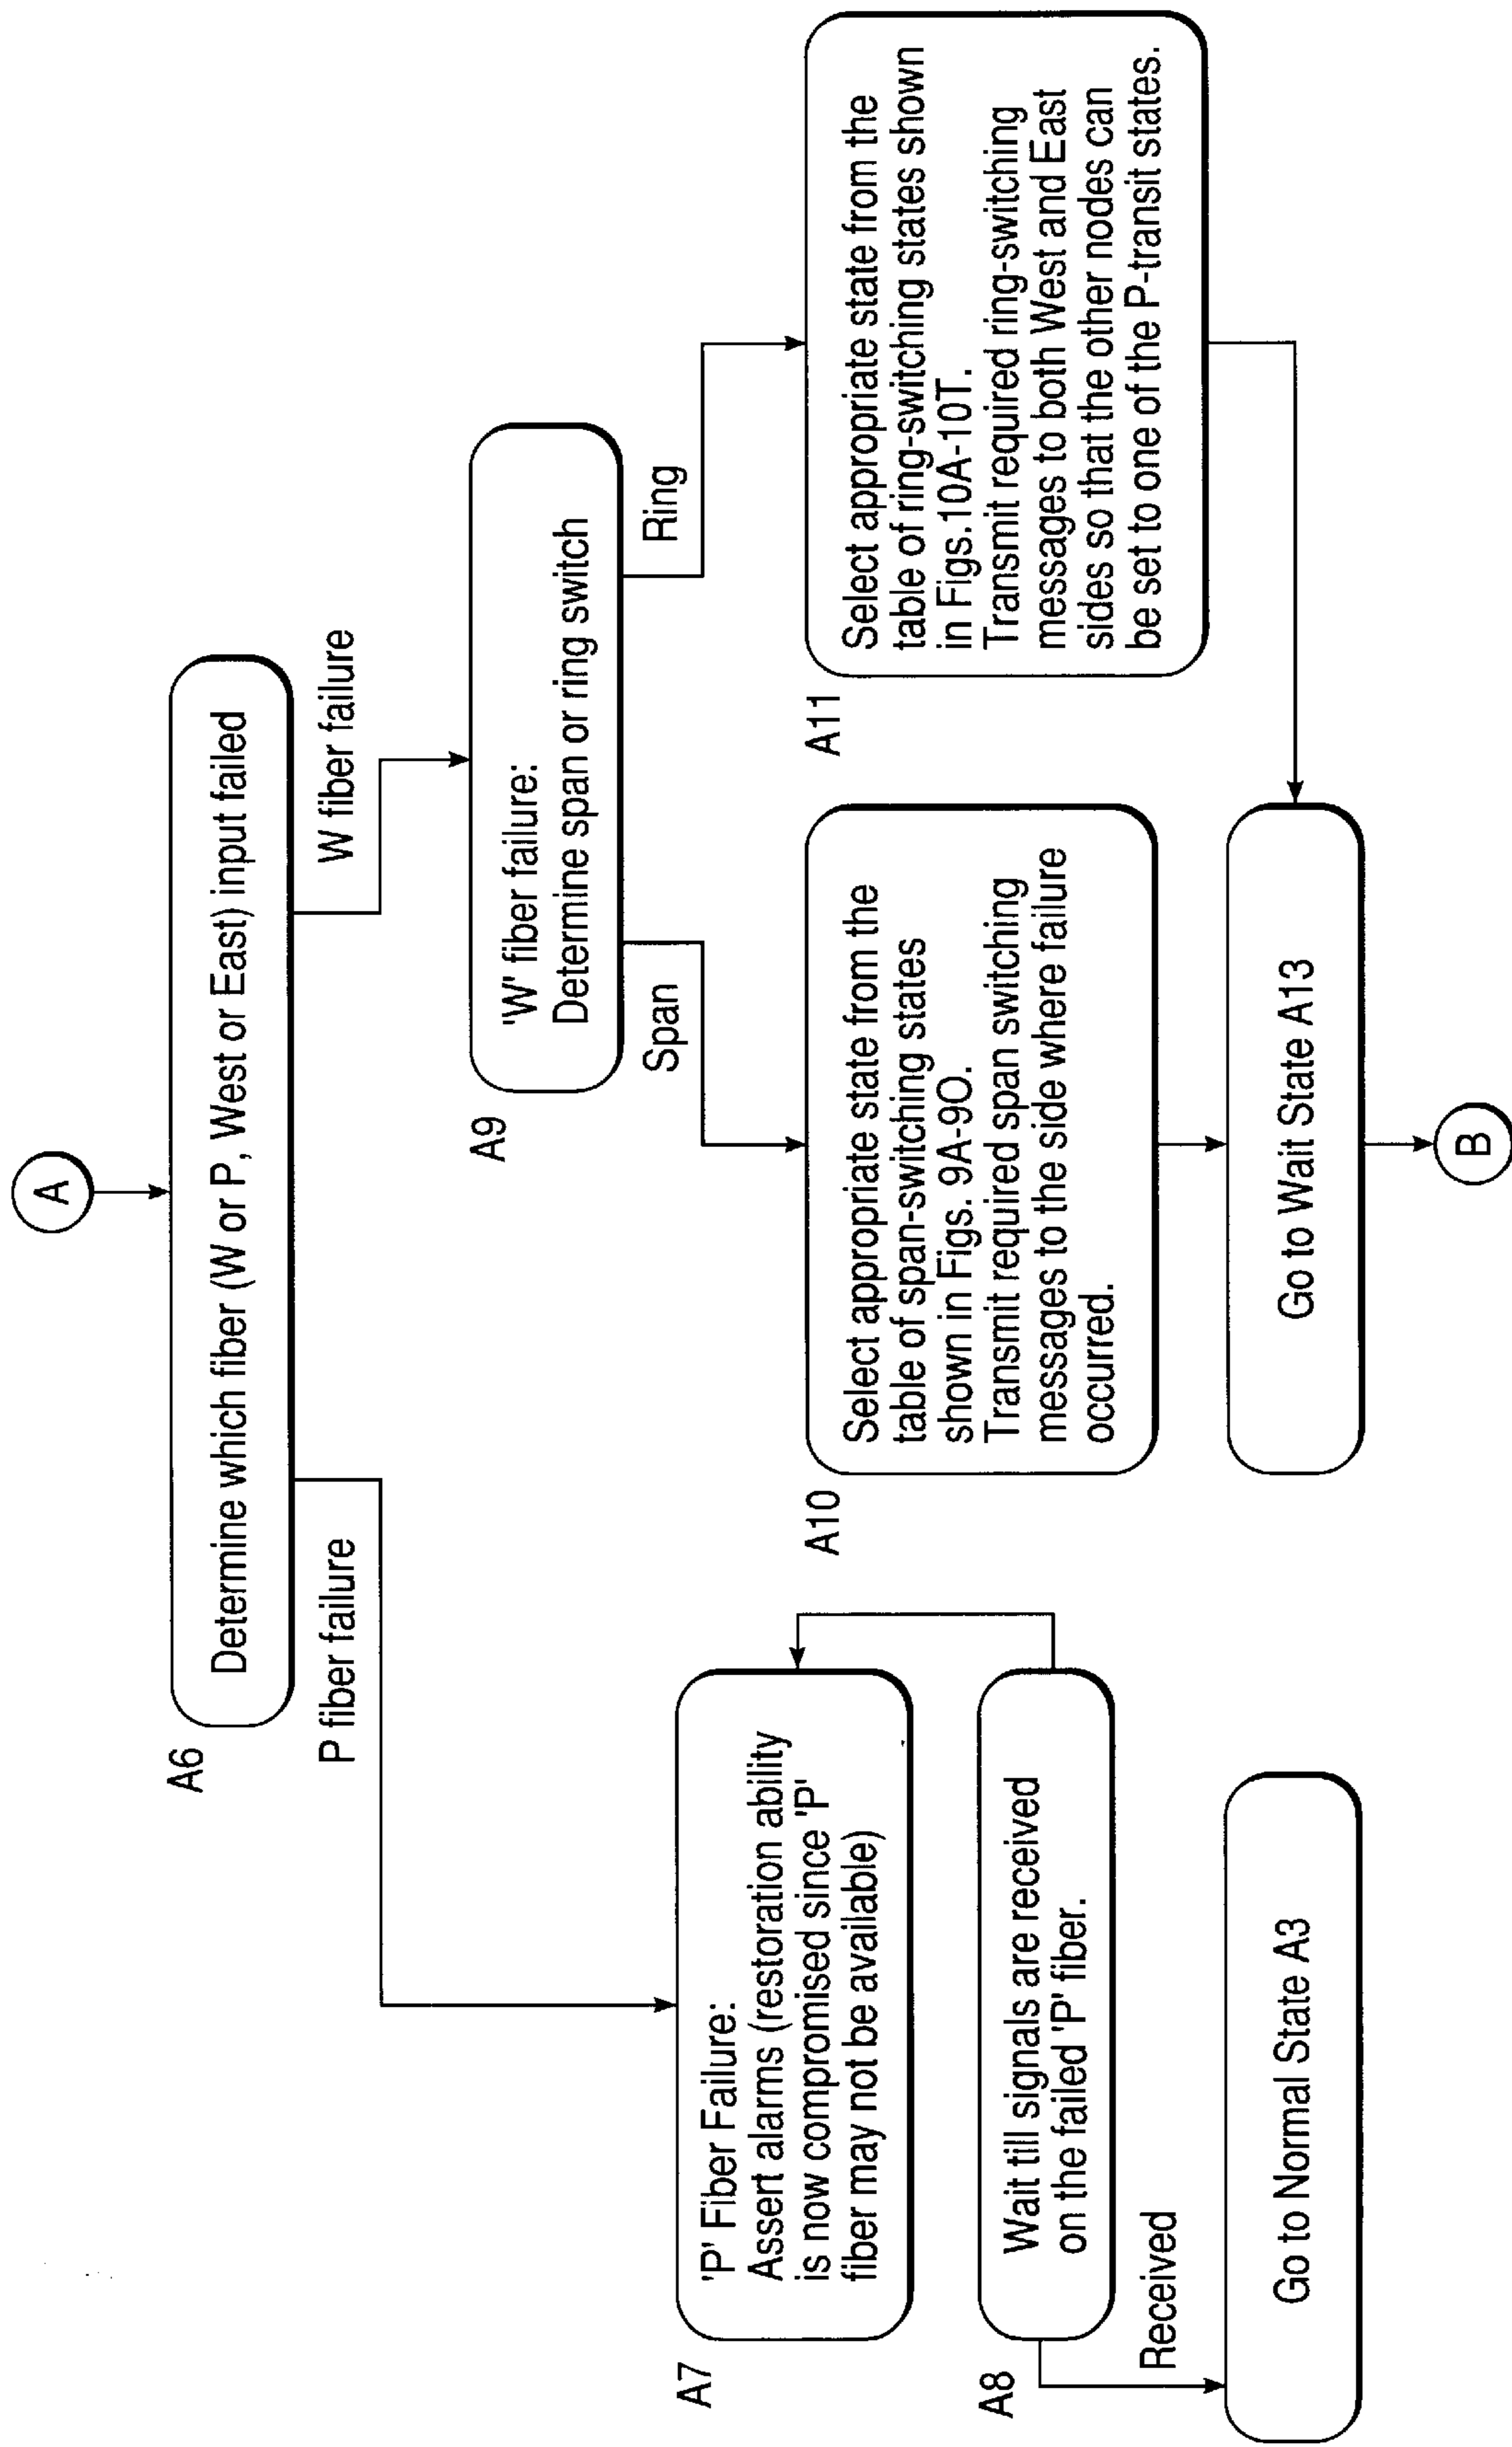 A
A6
Determine which fiber (W or P, West or East) input failed
P fiber failure
W fiber failure
A9
'W' fiber failure:
Determine span or ring switch
Span
Ring
A7
'P' Fiber Failure:
Assert alarms (restoration ability
is now compromised since 'P'
fiber may not be available)
A8
Wait till signals are received
on the failed 'P' fiber.
Received
Go to Normal State A3
A10
Select appropriate state from the
table of span-switching states
shown in Figs. 9A-9O.
Transmit required span switching
messages to the side where failure
occurred.
A11
Select appropriate state from the
table of ring-switching states shown
in Figs.10A-10T.
Transmit required ring-switching
messages to both West and East
sides so that the other nodes can
be set to one of the P-transit states.
Go to Wait State A13
B